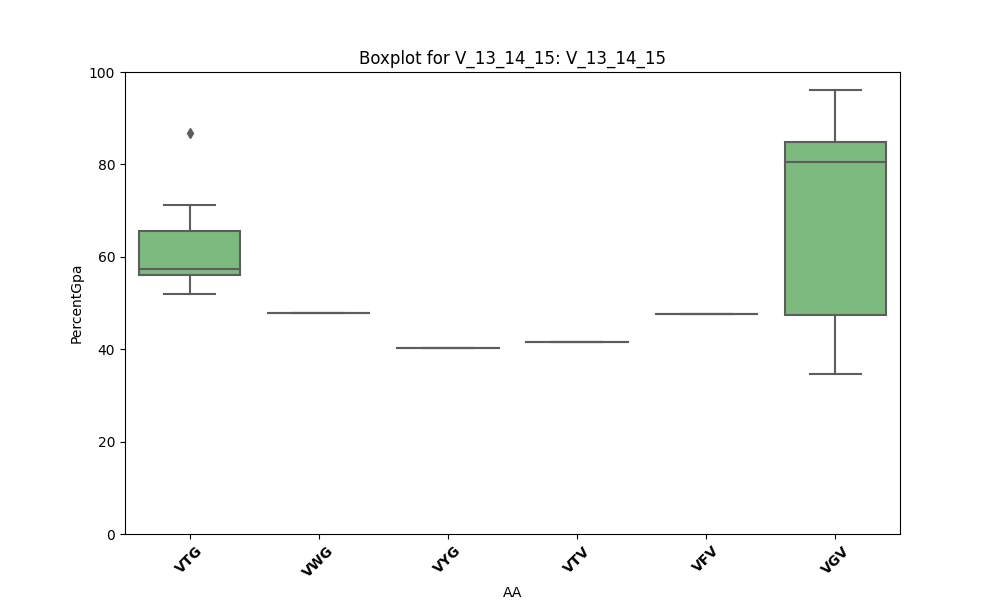 Boxplot for V_13_14_15: V_13_14_15
100
80
60
40
20
0
PercentGpa
VTG
VWG
VYG
VTV
VFV
VGV
AA